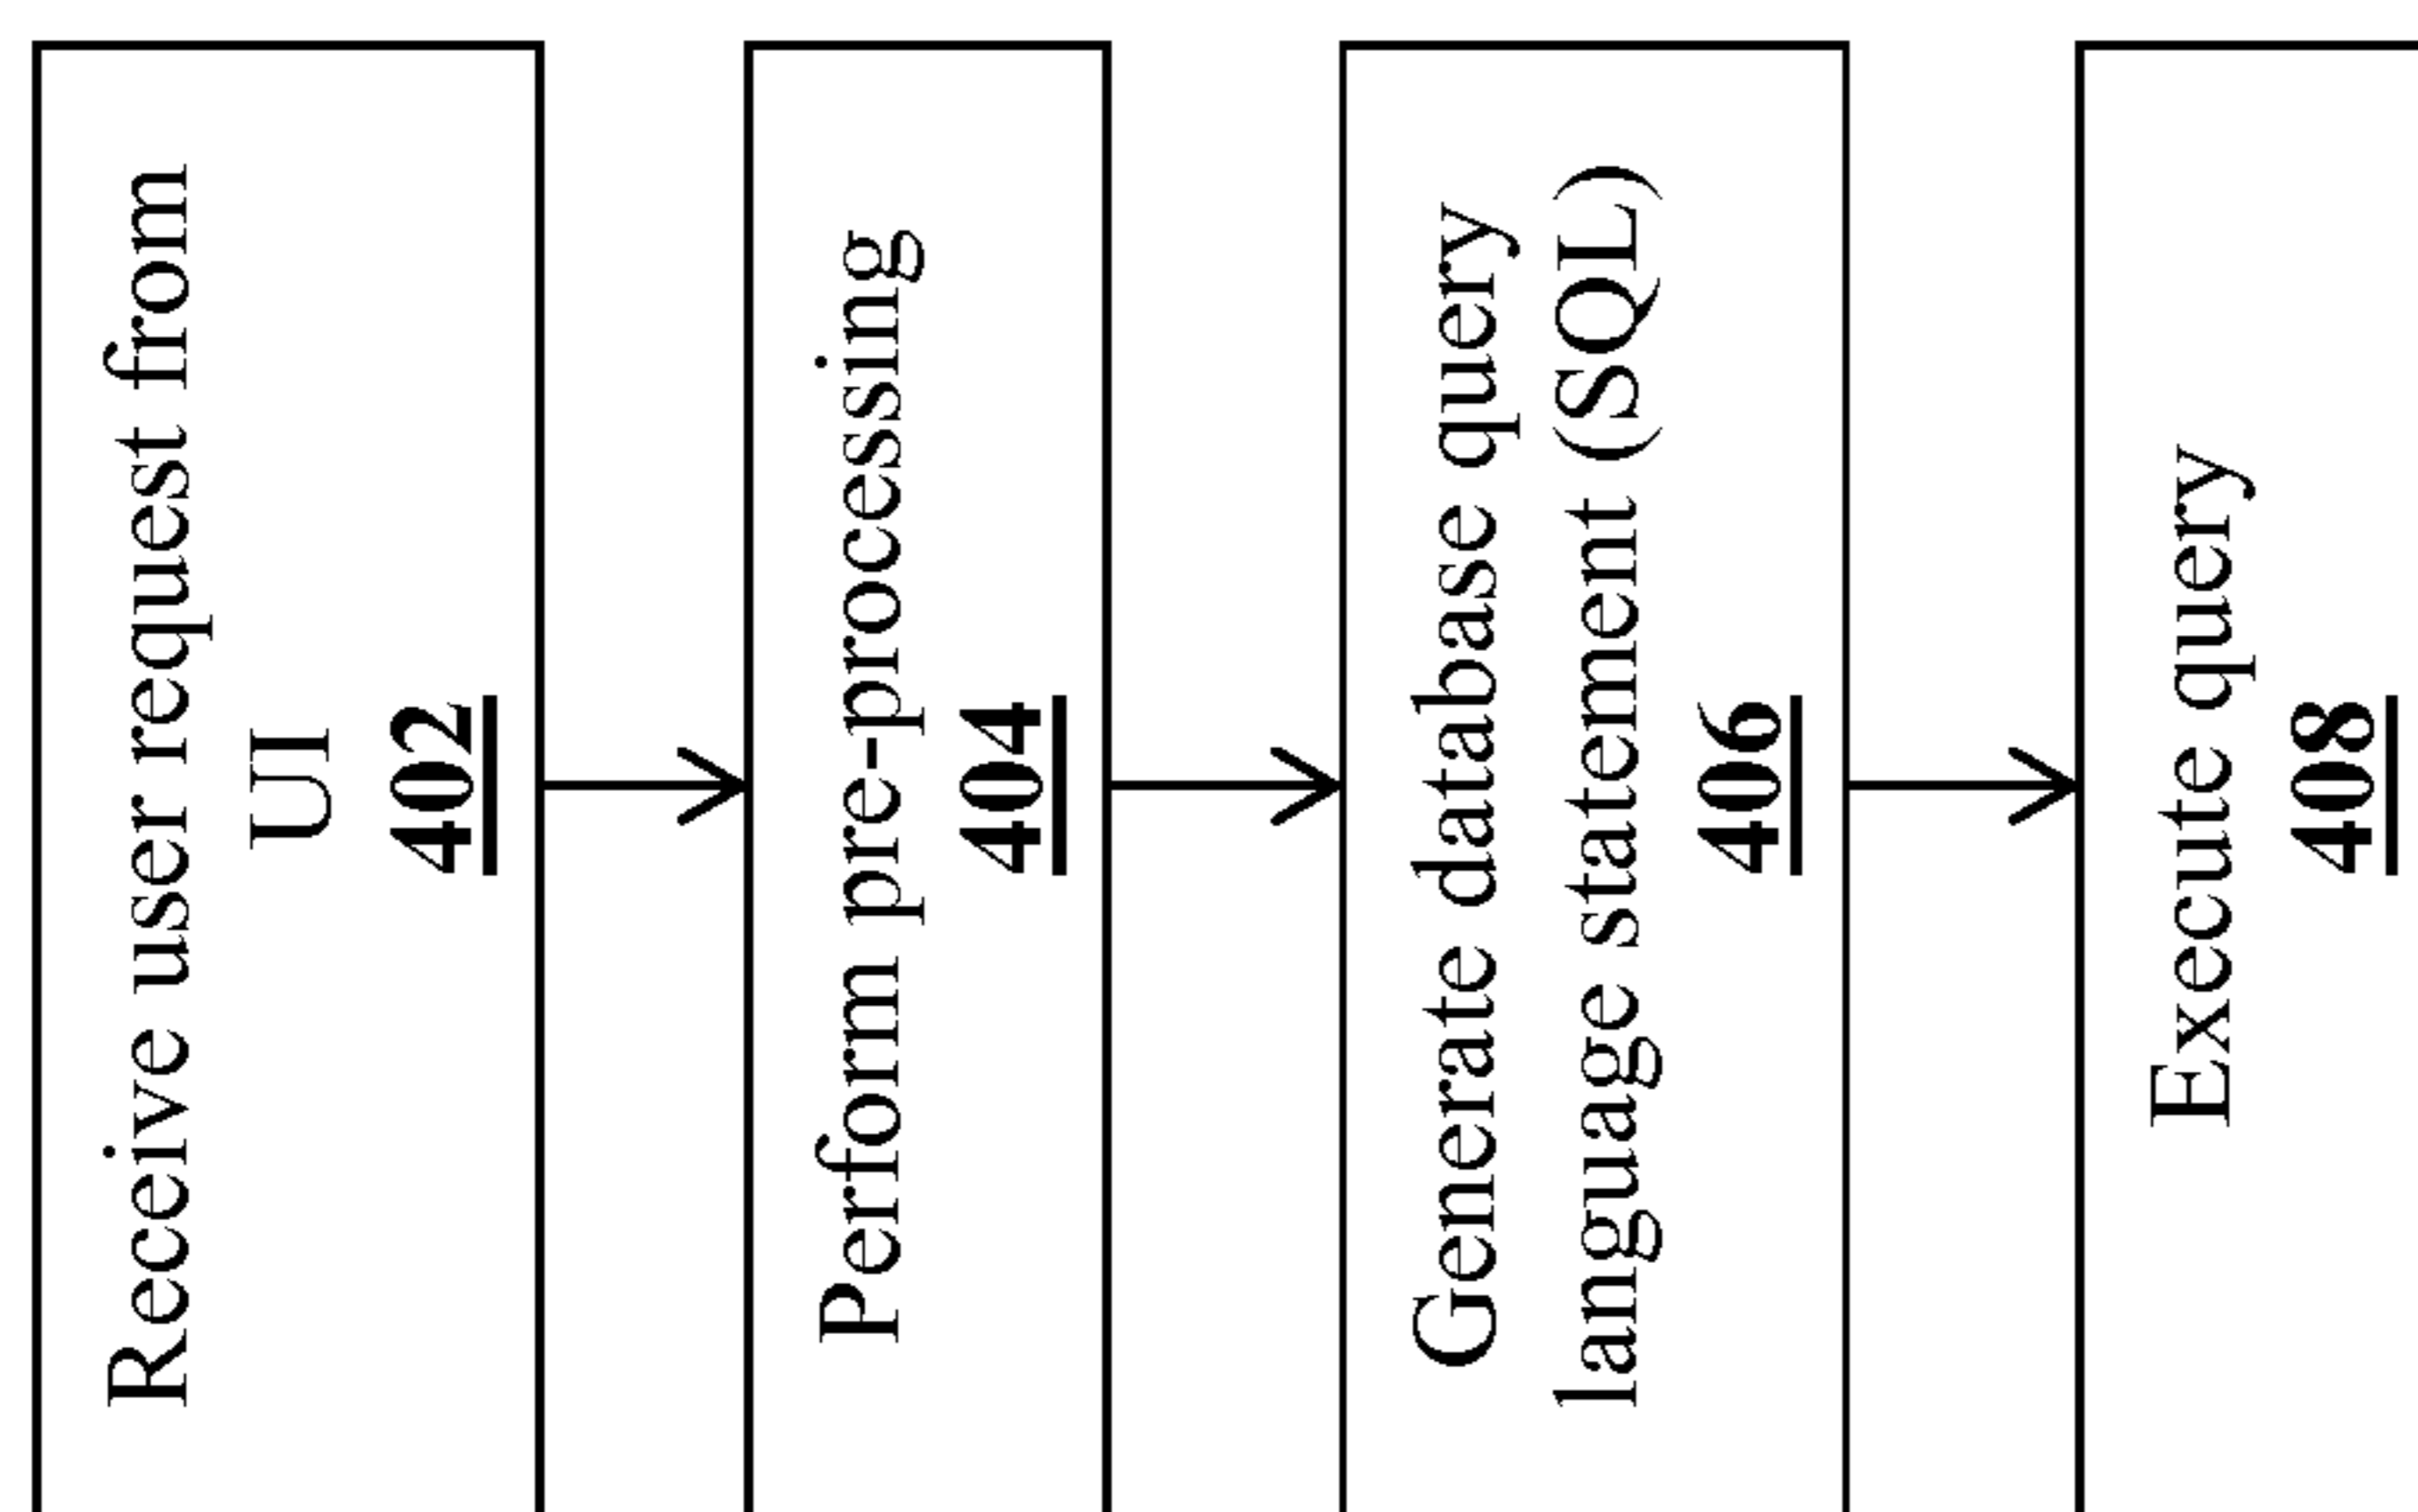 Receive user request from
UI
402
Perform pre-processing
404
Generate database query
language statement (SQL)
406
Execute query
408